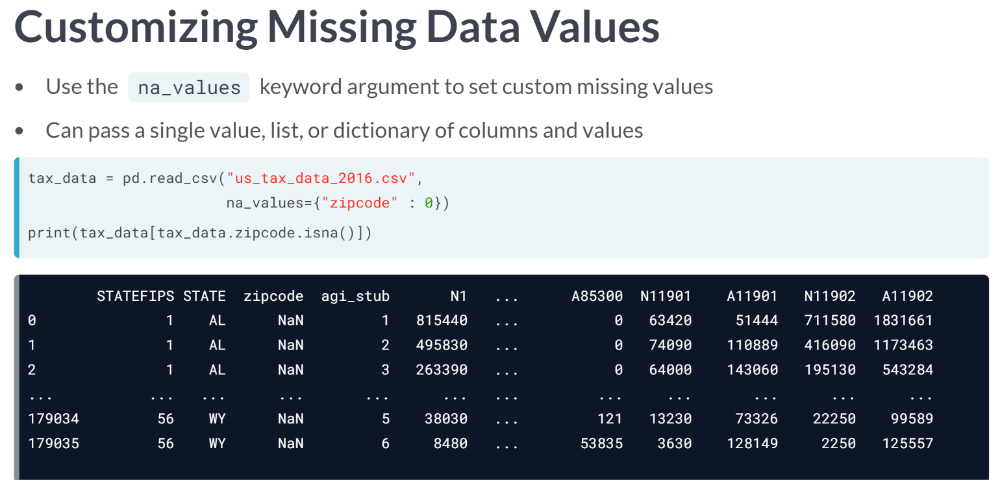 Customizing Missing Data Values
• Use the na_values keyword argument to set custom missing values
• Can pass a single value, list, or dictionary of columns and values
tax_data = pd.read_csv("us_tax_data_2016.csv",
                       na_values={"zipcode" : 0})
print(tax_data[tax_data.zipcode.isna()])
        STATEFIPS STATE  zipcode  agi_stub       N1   ...      A85300  N11901    A11901   N11902   A11902
0               1    AL      NaN         1   815440   ...           0   63420     51444   711580  1831661
1               1    AL      NaN         2   495830   ...           0   74090    110889   416090  1173463
2               1    AL      NaN         3   263390   ...           0   64000    143060   195130   543284
...           ...   ...      ...       ...      ...   ...         ...     ...       ...      ...      ...
179034         56    WY      NaN         5    38030   ...         121   13230     73326    22250    99589
179035         56    WY      NaN         6     8480   ...       53835    3630    128149     2250   125557